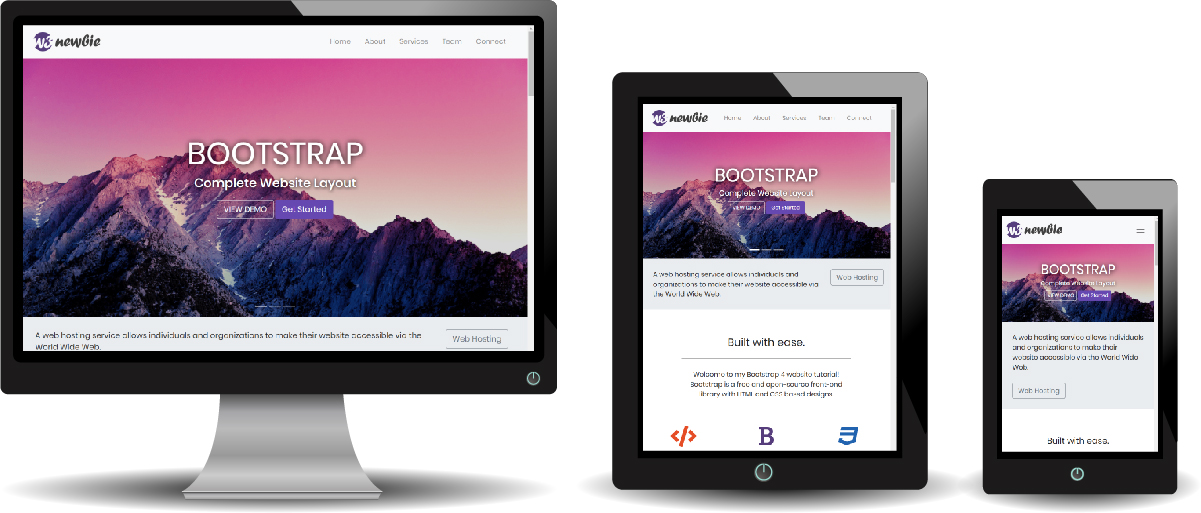 W3 newbie
Home About Services Team Connect
BOOTSTRAP
Complete Website Layout
VIEW DEMO Get Started
A web hosting service allows individuals and organizations to make their website accessible via the
World Wide Web.
Web Hosting
W3 newbie
Home About Services Team Connect
BOOTSTRAP
Complete Website Layout
VIEW DEMO Get Started
A web hosting service allows individuals and
organizations to make their website accessible via
the World Wide Web.
Web Hosting
Built with ease.
Welcome to my Bootstrap 4 website tutorial!
Bootstrap is a free and open-source front-end
library with HTML and CSS based designs
B
W3 newbie
BOOTSTRAP
Complete Website Layout
VIEW DEMO Get Started
A web hosting service allows individuals
and organizations to make their
website accessible via the World Wide
Web.
Web Hosting
Built with ease.